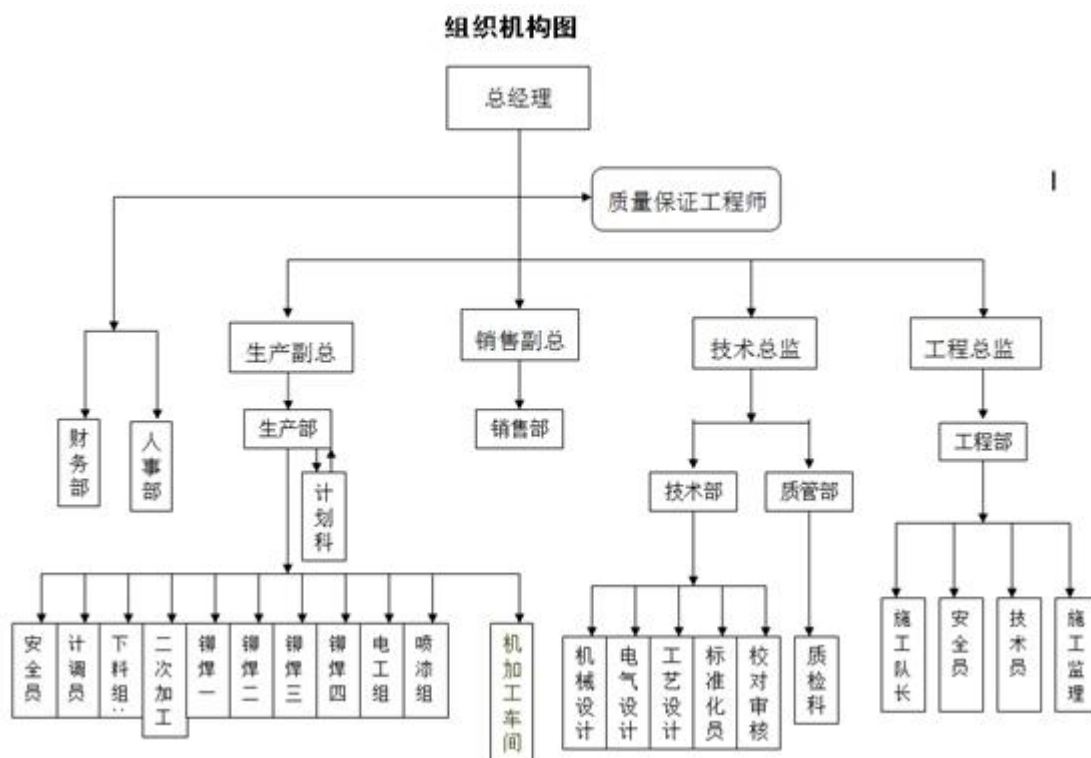 组织机构图
总经理
质量保证工程师
生产副总
销售副总
技术总监
工程总监
财务部
人事部
生产部
计划科
销售部
技术部
质管部
工程部
安全员
计调员
下料组
二次加工
铆焊一
铆焊二
铆焊三
铆焊四
电工组
喷漆组
机加工车间
机械设计
电气设计
工艺设计
标准化员
校对审核
质检科
施工队长
安全员
技术员
施工监理